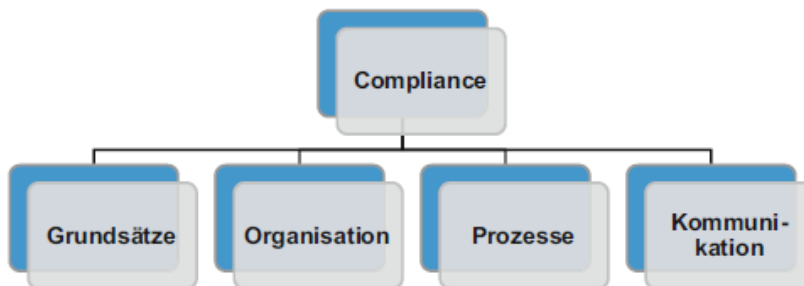 Compliance
Grundsätze
Organisation
Prozesse
Kommuni-
kation